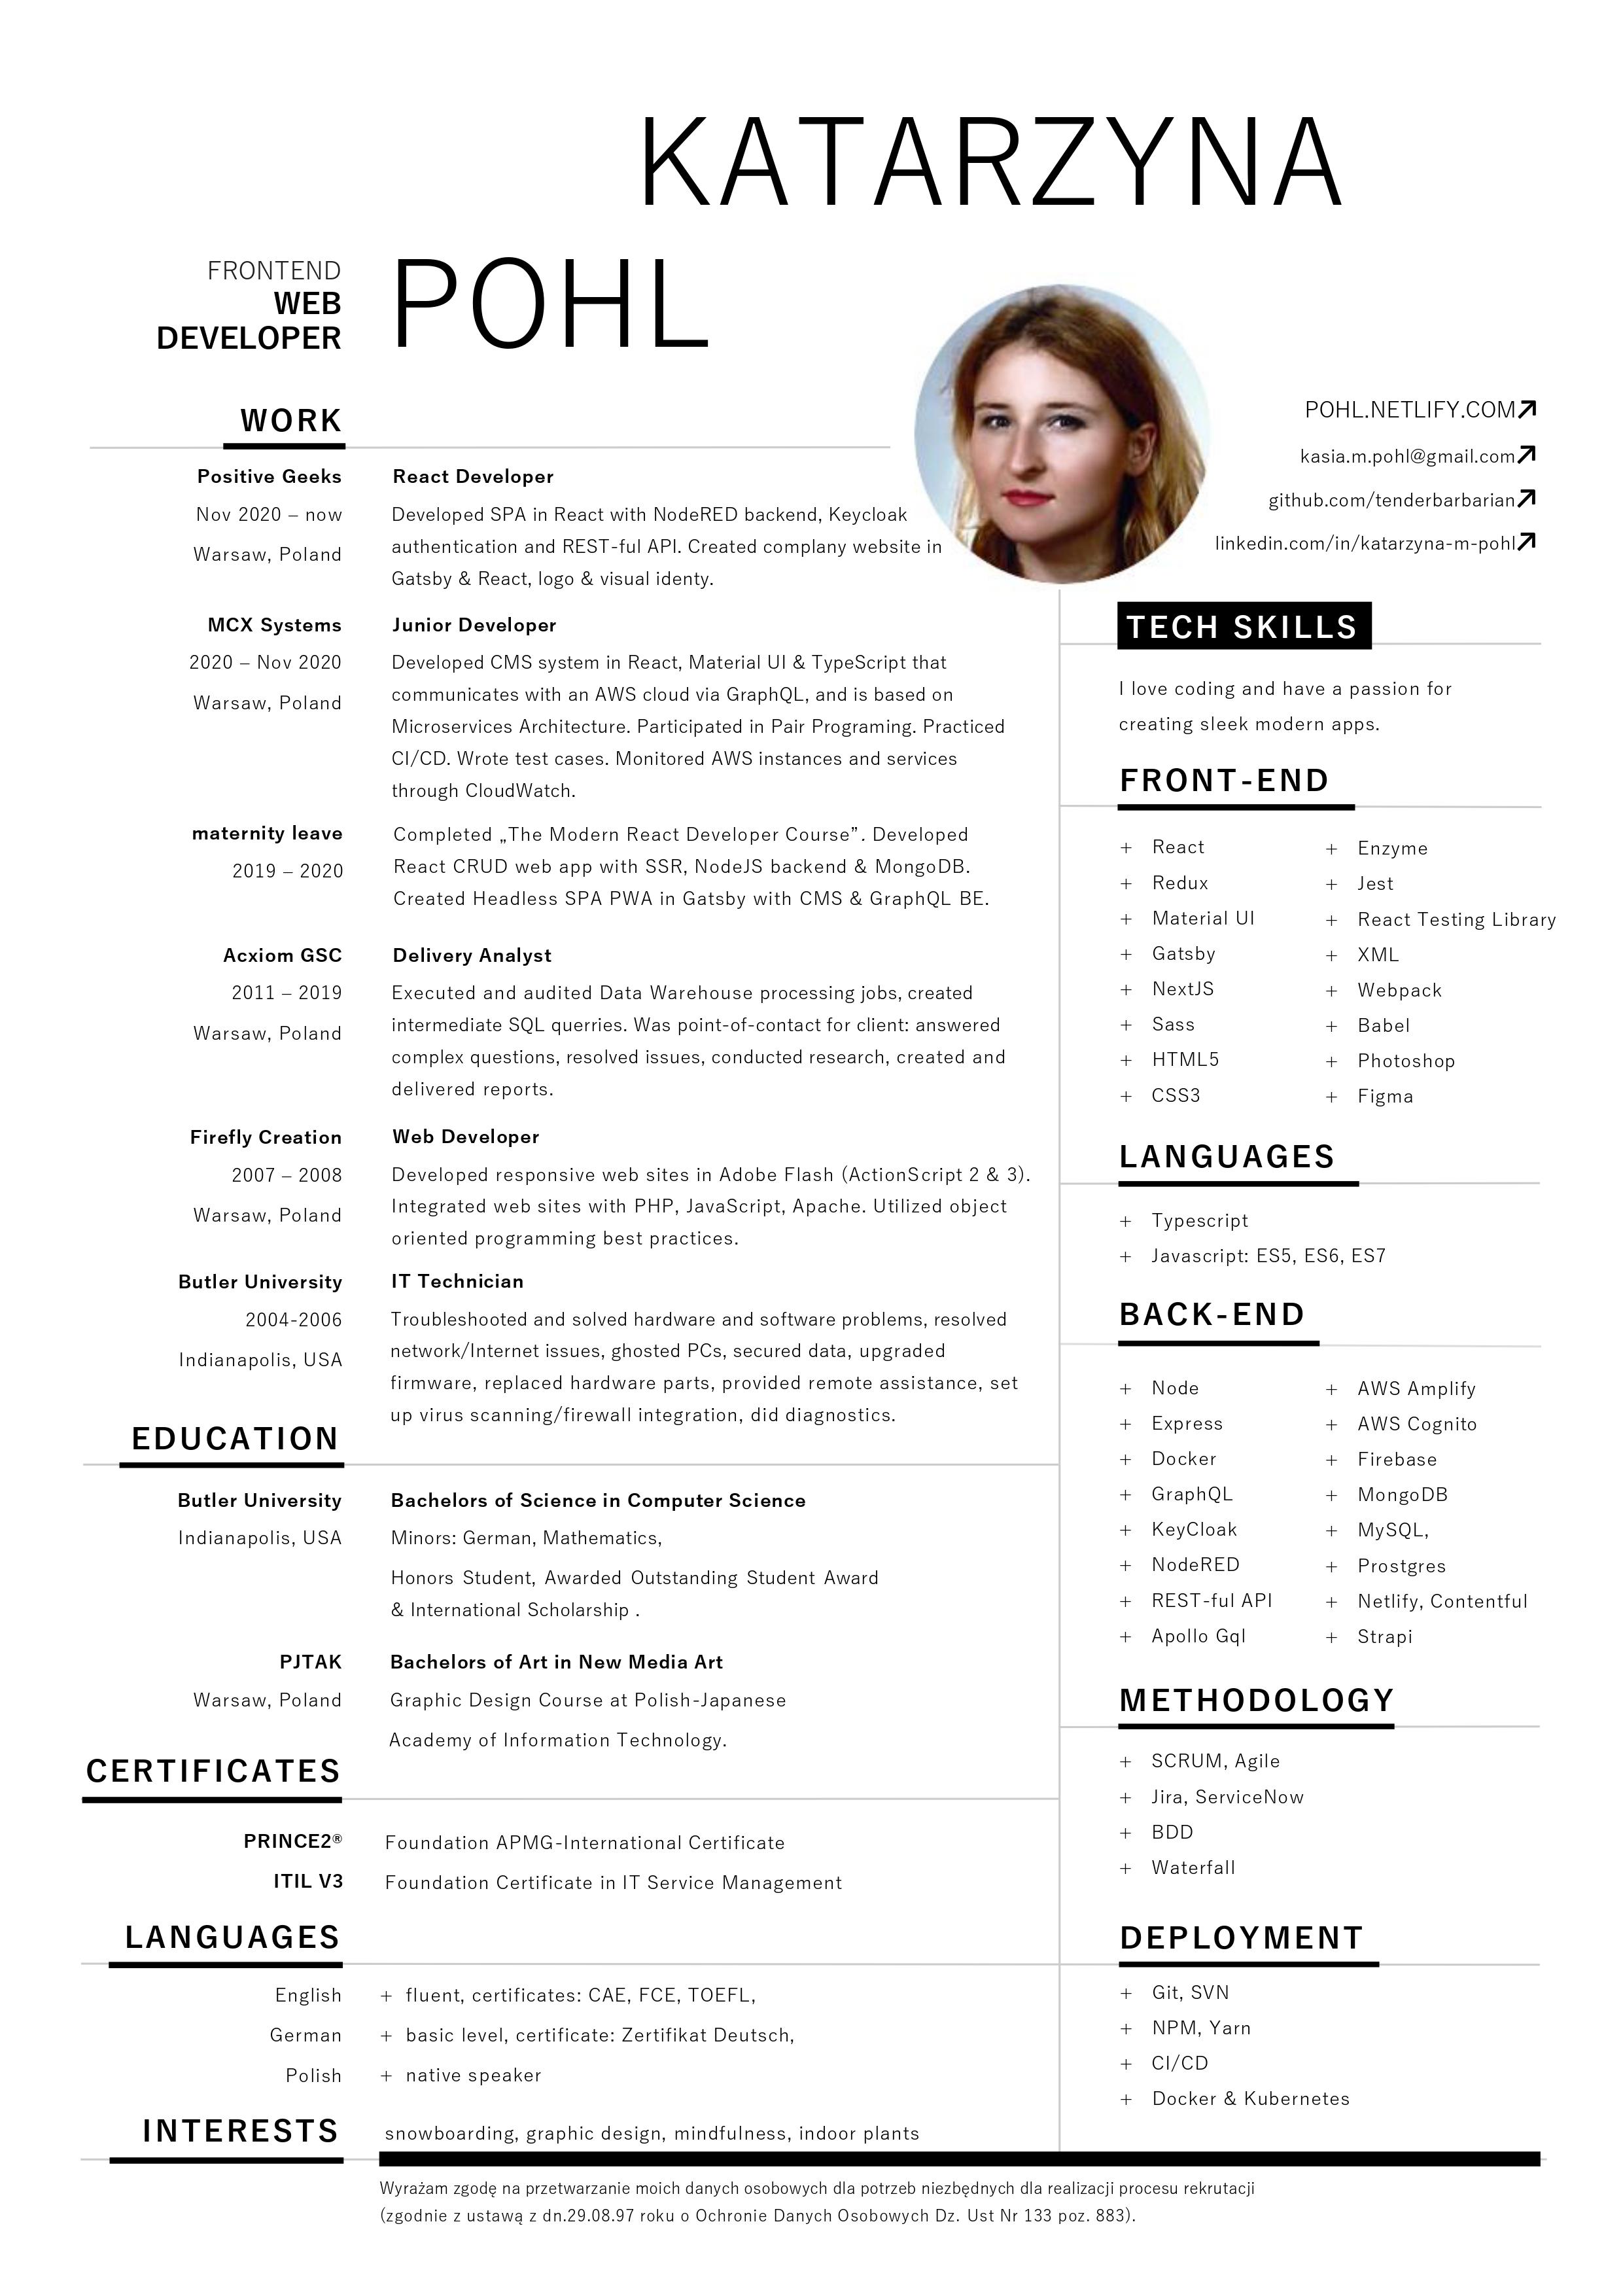 KATARZYNA
POHL
FRONTEND
WEB
DEVELOPER
POHL.NETLIFY.COM
kasia.m.pohl@gmail.com
github.com/tenderbarbarian
linkedin.com/in/katarzyna-m-pohl
WORK
Positive Geeks
Nov 2020 – now
Warsaw, Poland
React Developer
Developed SPA in React with NodeRED backend, Keycloak
authentication and REST-ful API. Created complany website in
Gatsby & React, logo & visual identy.
MCX Systems
2020 – Nov 2020
Warsaw, Poland
Junior Developer
Developed CMS system in React, Material UI & TypeScript that
communicates with an AWS cloud via GraphQL, and is based on
Microservices Architecture. Participated in Pair Programing. Practiced
CI/CD. Wrote test cases. Monitored AWS instances and services
through CloudWatch.
maternity leave
2019 – 2020
Completed „The Modern React Developer Course”. Developed
React CRUD web app with SSR, NodeJS backend & MongoDB.
Created Headless SPA PWA in Gatsby with CMS & GraphQL BE.
Acxiom GSC
2011 – 2019
Warsaw, Poland
Delivery Analyst
Executed and audited Data Warehouse processing jobs, created
intermediate SQL querries. Was point-of-contact for client: answered
complex questions, resolved issues, conducted research, created and
delivered reports.
Firefly Creation
2007 – 2008
Warsaw, Poland
Web Developer
Developed responsive web sites in Adobe Flash (ActionScript 2 & 3).
Integrated web sites with PHP, JavaScript, Apache. Utilized object
oriented programming best practices.
Butler University
2004-2006
Indianapolis, USA
IT Technician
Troubleshooted and solved hardware and software problems, resolved
network/Internet issues, ghosted PCs, secured data, upgraded
firmware, replaced hardware parts, provided remote assistance, set
up virus scanning/firewall integration, did diagnostics.
EDUCATION
Butler University
Indianapolis, USA
Bachelors of Science in Computer Science
Minors: German, Mathematics,
Honors Student, Awarded Outstanding Student Award
& International Scholarship .
PJTAK
Warsaw, Poland
Bachelors of Art in New Media Art
Graphic Design Course at Polish-Japanese
Academy of Information Technology.
CERTIFICATES
PRINCE2® Foundation APMG-International Certificate
ITIL V3 Foundation Certificate in IT Service Management
LANGUAGES
English + fluent, certificates: CAE, FCE, TOEFL,
German + basic level, certificate: Zertifikat Deutsch,
Polish + native speaker
INTERESTS
snowboarding, graphic design, mindfulness, indoor plants
TECH SKILLS
I love coding and have a passion for
creating sleek modern apps.
FRONT-END
+ React
+ Redux
+ Material UI
+ Gatsby
+ NextJS
+ Sass
+ HTML5
+ CSS3
+ Enzyme
+ Jest
+ React Testing Library
+ XML
+ Webpack
+ Babel
+ Photoshop
+ Figma
LANGUAGES
+ Typescript
+ Javascript: ES5, ES6, ES7
BACK-END
+ Node
+ Express
+ Docker
+ GraphQL
+ KeyCloak
+ NodeRED
+ REST-ful API
+ Apollo Gql
+ AWS Amplify
+ AWS Cognito
+ Firebase
+ MongoDB
+ MySQL,
+ Prostgres
+ Netlify, Contentful
+ Strapi
METHODOLOGY
+ SCRUM, Agile
+ Jira, ServiceNow
+ BDD
+ Waterfall
DEPLOYMENT
+ Git, SVN
+ NPM, Yarn
+ CI/CD
+ Docker & Kubernetes
Wyrażam zgodę na przetwarzanie moich danych osobowych dla potrzeb niezbędnych dla realizacji procesu rekrutacji
(zgodnie z ustawą z dn.29.08.97 roku o Ochronie Danych Osobowych Dz. Ust Nr 133 poz. 883).